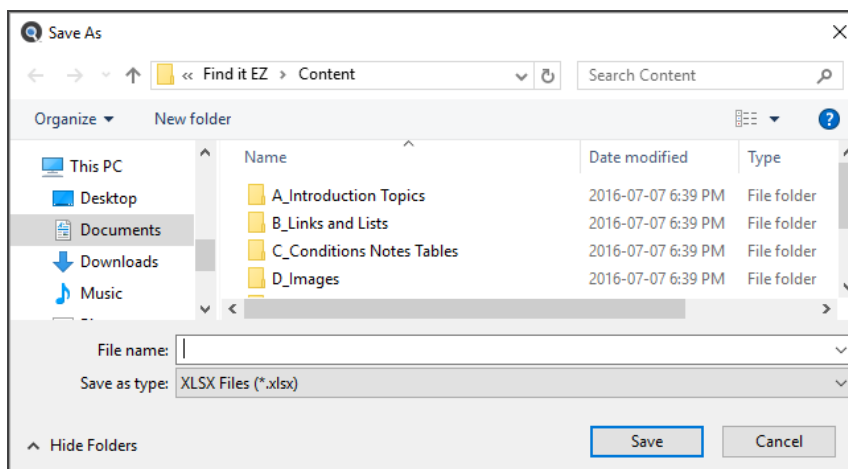 Save As
« Find it EZ > Content
Search Content
Organize
New folder
This PC
Desktop
Documents
Downloads
Music
Name
Date modified
Type
A_Introduction Topics 2016-07-07 6:39 PM File folder
B_Links and Lists 2016-07-07 6:39 PM File folder
C_Conditions Notes Tables 2016-07-07 6:39 PM File folder
D_Images 2016-07-07 6:39 PM File folder
File name:
Save as type: XLSX Files (*.xlsx)
Hide Folders
Save
Cancel